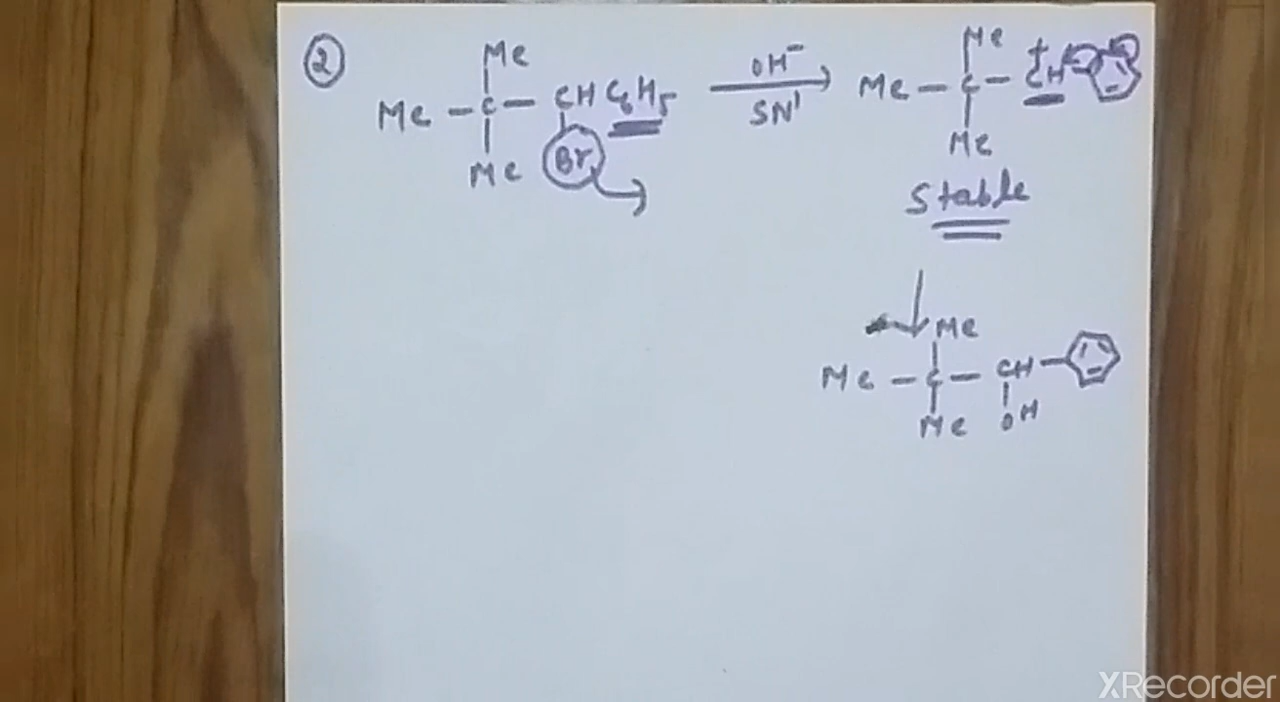 ②
Me
Me — C — CH C6H5
Me Br
OH-
SN1
Me
Me — C — CH
+
Me
Stable
Me
Me — C — CH
Me OH
XRecorder